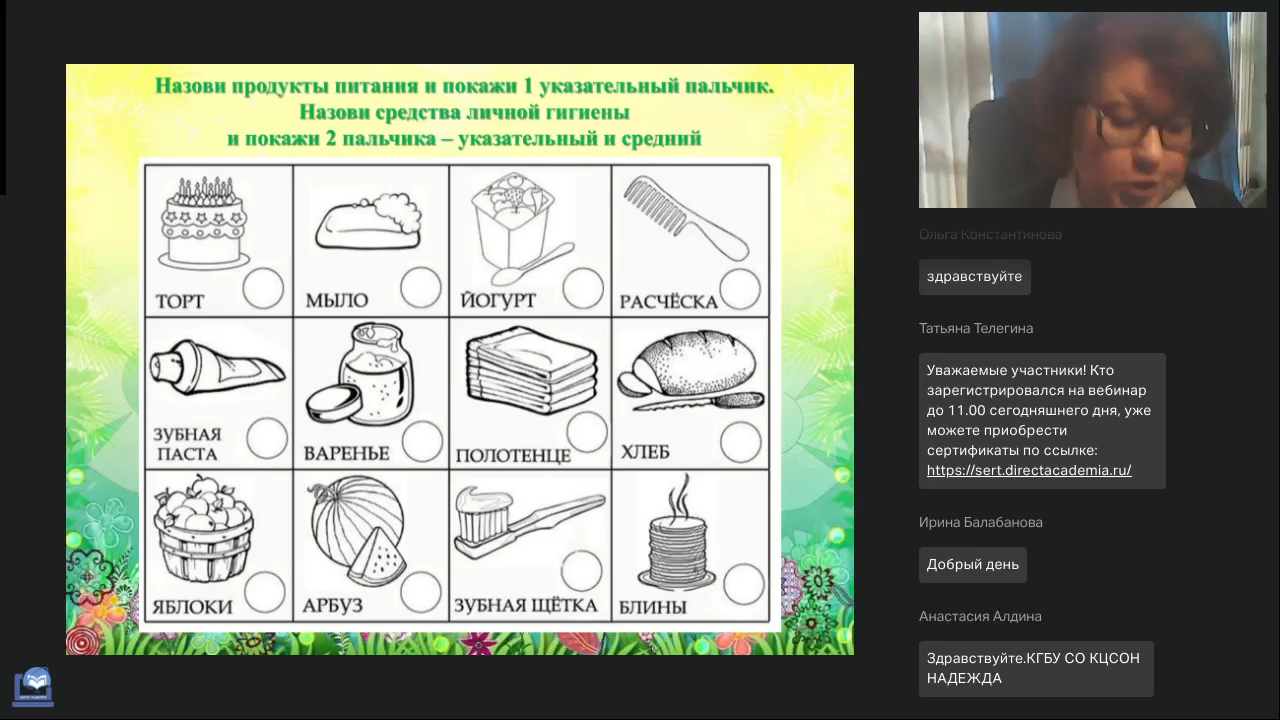 Назови продукты питания и покажи 1 указательный пальчик.
Назови средства личной гигиены
и покажи 2 пальчика – указательный и средний
ТОРТ
МЫЛО
ЙОГУРТ
РАСЧЁСКА
ЗУБНАЯ
ПАСТА
ВАРЕНЬЕ
ПОЛОТЕНЦЕ
ХЛЕБ
ЯБЛОКИ
АРБУЗ
ЗУБНАЯ ЩЁТКА
БЛИНЫ
Ольга Константинова
здравствуйте
Татьяна Телегина
Уважаемые участники! Кто
зарегистрировался на вебинар
до 11.00 сегодняшнего дня, уже
можете приобрести
сертификаты по ссылке:
https://sert.directacademia.ru/
Ирина Балабанова
Добрый день
Анастасия Алдина
Здравствуйте.КГБУ СО КЦСОН
НАДЕЖДА